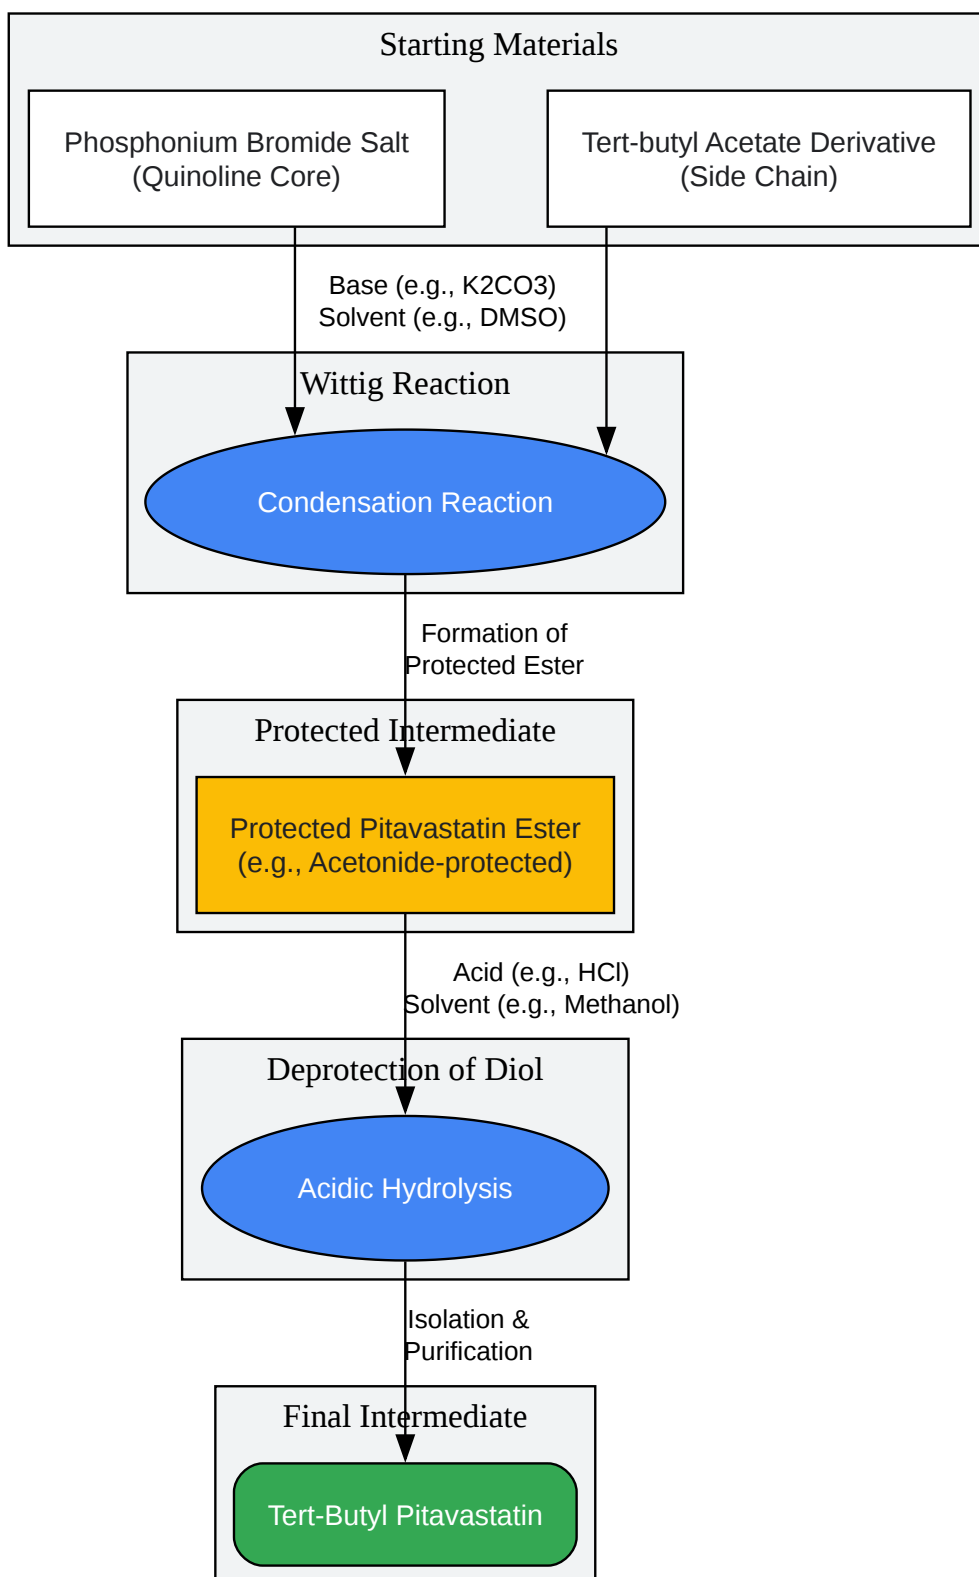 Starting Materials
Phosphonium Bromide Salt
(Quinoline Core)
Tert-butyl Acetate Derivative
(Side Chain)
Base (e.g., K2CO3)
Solvent (e.g., DMSO)
Wittig Reaction
Condensation Reaction
Formation of
Protected Ester
Protected Intermediate
Protected Pitavastatin Ester
(e.g., Acetonide-protected)
Acid (e.g., HCl)
Solvent (e.g., Methanol)
Deprotection of Diol
Acidic Hydrolysis
Isolation &
Purification
Final Intermediate
Tert-Butyl Pitavastatin